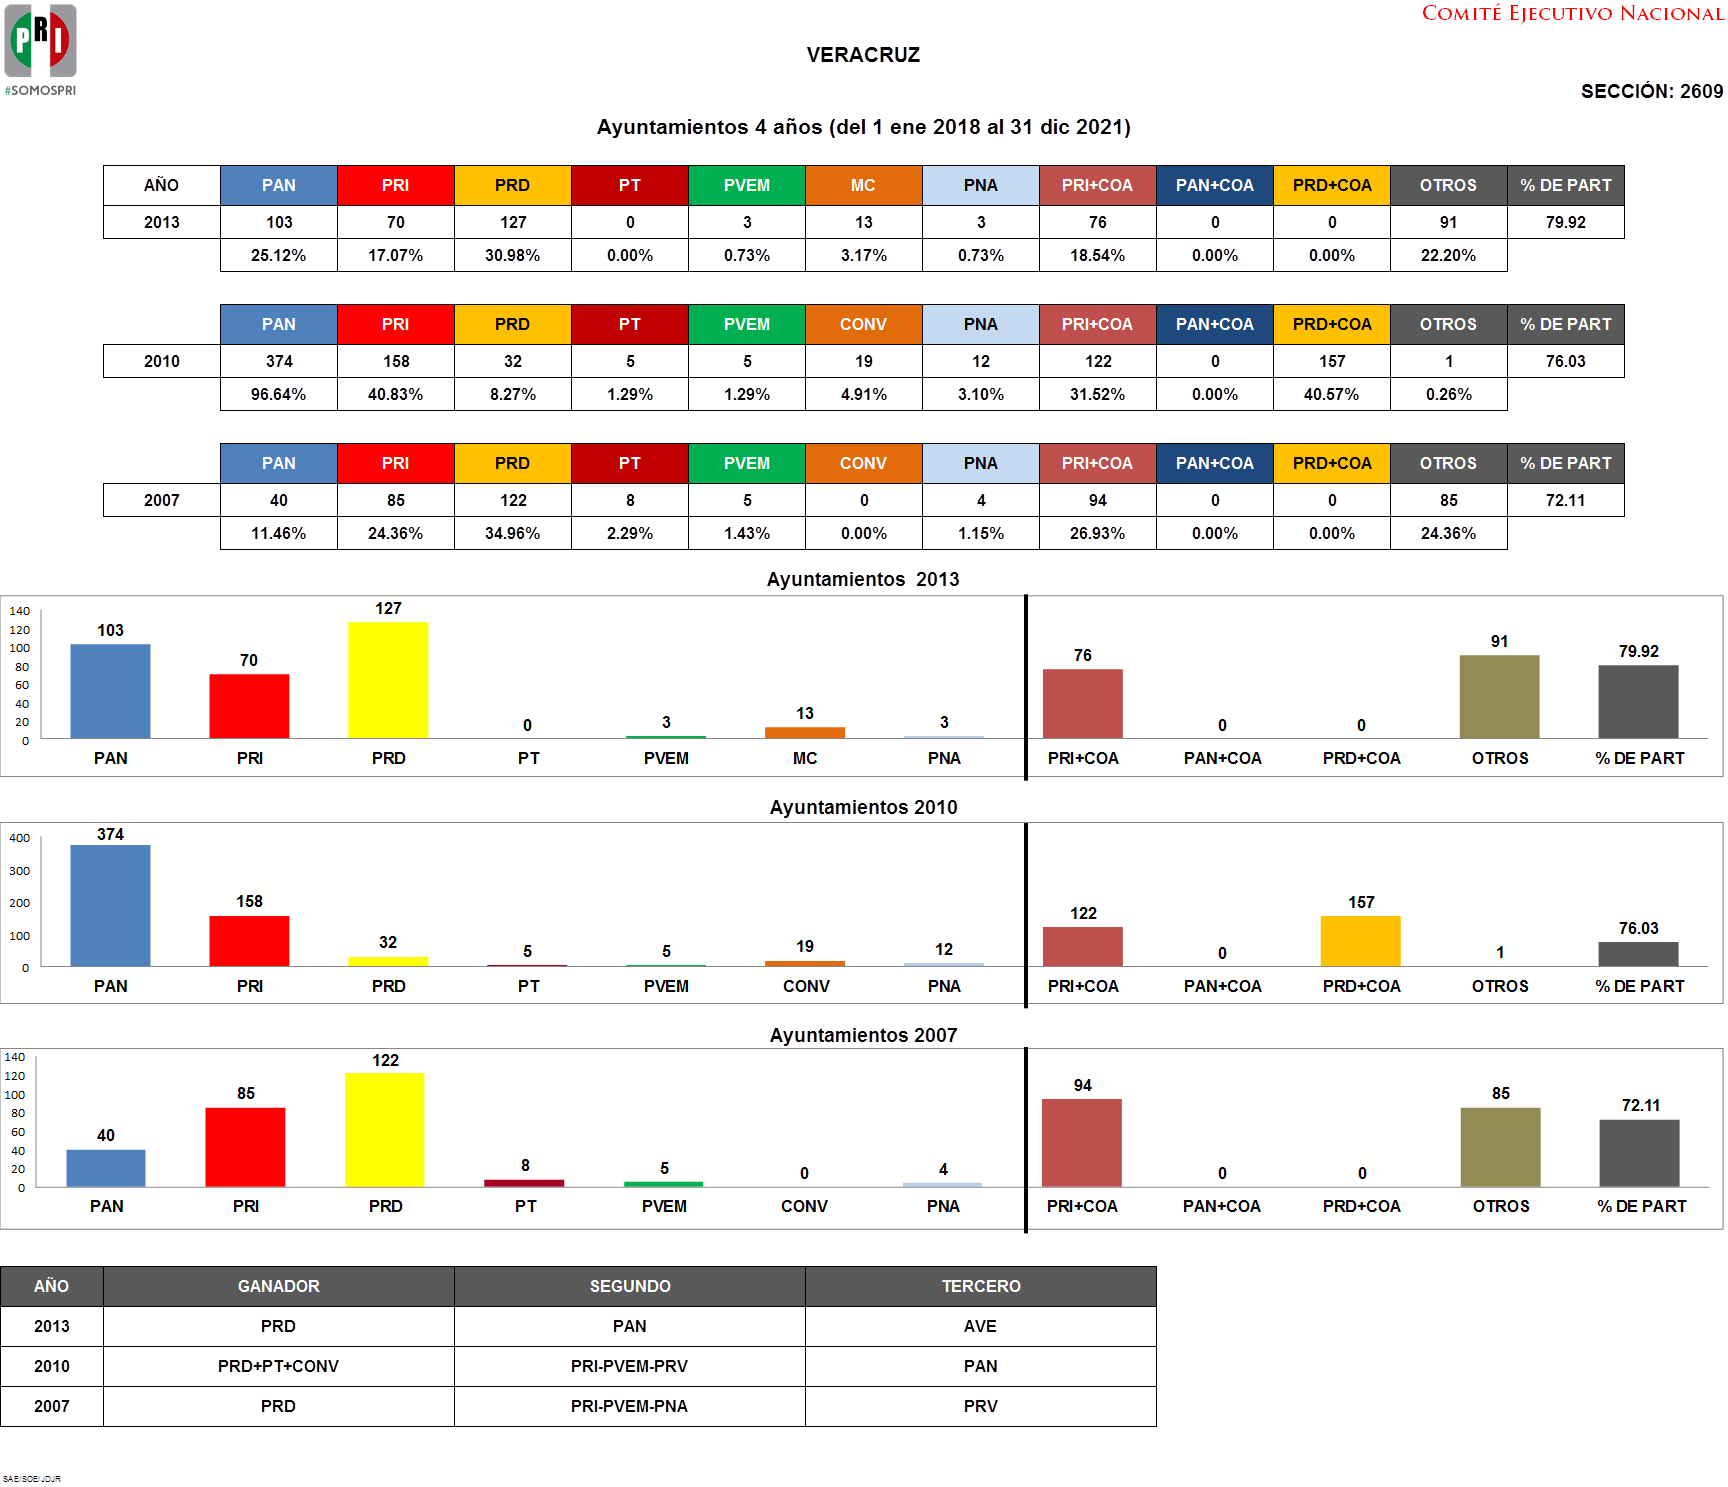 COMITÉ EJECUTIVO NACIONAL
PRI
#SOMOSPRI
VERACRUZ
SECCIÓN: 2609
Ayuntamientos 4 años (del 1 ene 2018 al 31 dic 2021)
AÑO PAN PRI PRD PT PVEM MC PNA PRI+COA PAN+COA PRD+COA OTROS % DE PART
2013 103 70 127 0 3 13 3 76 0 0 91 79.92
25.12% 17.07% 30.98% 0.00% 0.73% 3.17% 0.73% 18.54% 0.00% 0.00% 22.20%
PAN PRI PRD PT PVEM CONV PNA PRI+COA PAN+COA PRD+COA OTROS % DE PART
2010 374 158 32 5 5 19 12 122 0 157 1 76.03
96.64% 40.83% 8.27% 1.29% 1.29% 4.91% 3.10% 31.52% 0.00% 40.57% 0.26%
PAN PRI PRD PT PVEM CONV PNA PRI+COA PAN+COA PRD+COA OTROS % DE PART
2007 40 85 122 8 5 0 4 94 0 0 85 72.11
11.46% 24.36% 34.96% 2.29% 1.43% 0.00% 1.15% 26.93% 0.00% 0.00% 24.36%
Ayuntamientos 2013
140
120
100
80
60
40
20
0
103 70 127 0 3 13 3 76 0 0 91 79.92
PAN PRI PRD PT PVEM MC PNA PRI+COA PAN+COA PRD+COA OTROS % DE PART
Ayuntamientos 2010
400
300
200
100
0
374 158 32 5 5 19 12 122 0 157 1 76.03
PAN PRI PRD PT PVEM CONV PNA PRI+COA PAN+COA PRD+COA OTROS % DE PART
Ayuntamientos 2007
140
120
100
80
60
40
20
0
40 85 122 8 5 0 4 94 0 0 85 72.11
PAN PRI PRD PT PVEM CONV PNA PRI+COA PAN+COA PRD+COA OTROS % DE PART
AÑO GANADOR SEGUNDO TERCERO
2013 PRD PAN AVE
2010 PRD+PT+CONV PRI-PVEM-PRV PAN
2007 PRD PRI-PVEM-PNA PRV
SAE/SOE/JDJR